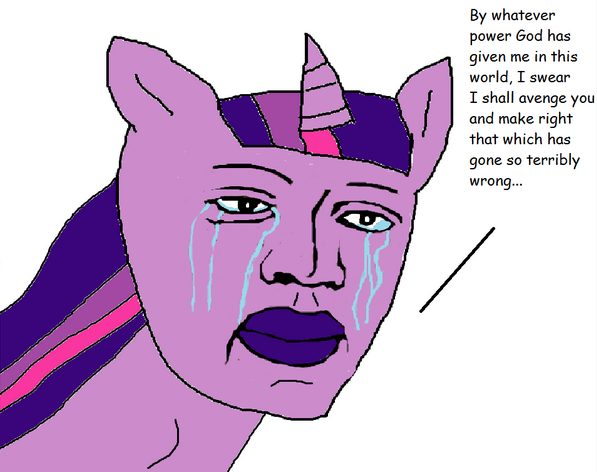 By whatever
power God has
given me in this
world, I swear
I shall avenge you
and make right
that which has
gone so terribly
wrong...